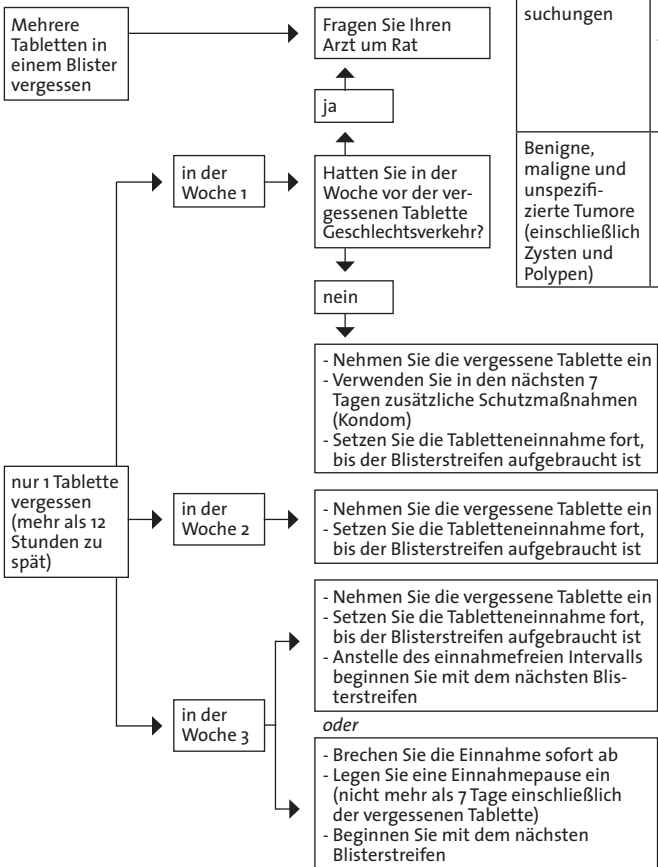 Mehrere
Tabletten in
einem Blister
vergessen
Fragen Sie Ihren
Arzt um Rat
ja
in der
Woche 1
Hatten Sie in der
Woche vor der ver-
gessenen Tablette
Geschlechtsverkehr?
nein
- Nehmen Sie die vergessene Tablette ein
- Verwenden Sie in den nächsten 7
Tagen zusätzliche Schutzmaßnahmen
(Kondom)
- Setzen Sie die Tabletteneinnahme fort,
bis der Blisterstreifen aufgebraucht ist
nur 1 Tablette
vergessen
(mehr als 12
Stunden zu
spät)
in der
Woche 2
- Nehmen Sie die vergessene Tablette ein
- Setzen Sie die Tabletteneinnahme fort,
bis der Blisterstreifen aufgebraucht ist
in der
Woche 3
- Nehmen Sie die vergessene Tablette ein
- Setzen Sie die Tabletteneinnahme fort,
bis der Blisterstreifen aufgebraucht ist
- Anstelle des einnahmefreien Intervalls
beginnen Sie mit dem nächsten Blis-
terstreifen
oder
- Brechen Sie die Einnahme sofort ab
- Legen Sie eine Einnahmepause ein
(nicht mehr als 7 Tage einschließlich
der vergessenen Tablette)
- Beginnen Sie mit dem nächsten
Blisterstreifen
suchungen
Benigne,
maligne und
unspezifi-
zierte Tumore
(einschließlich
Zysten und
Polypen)